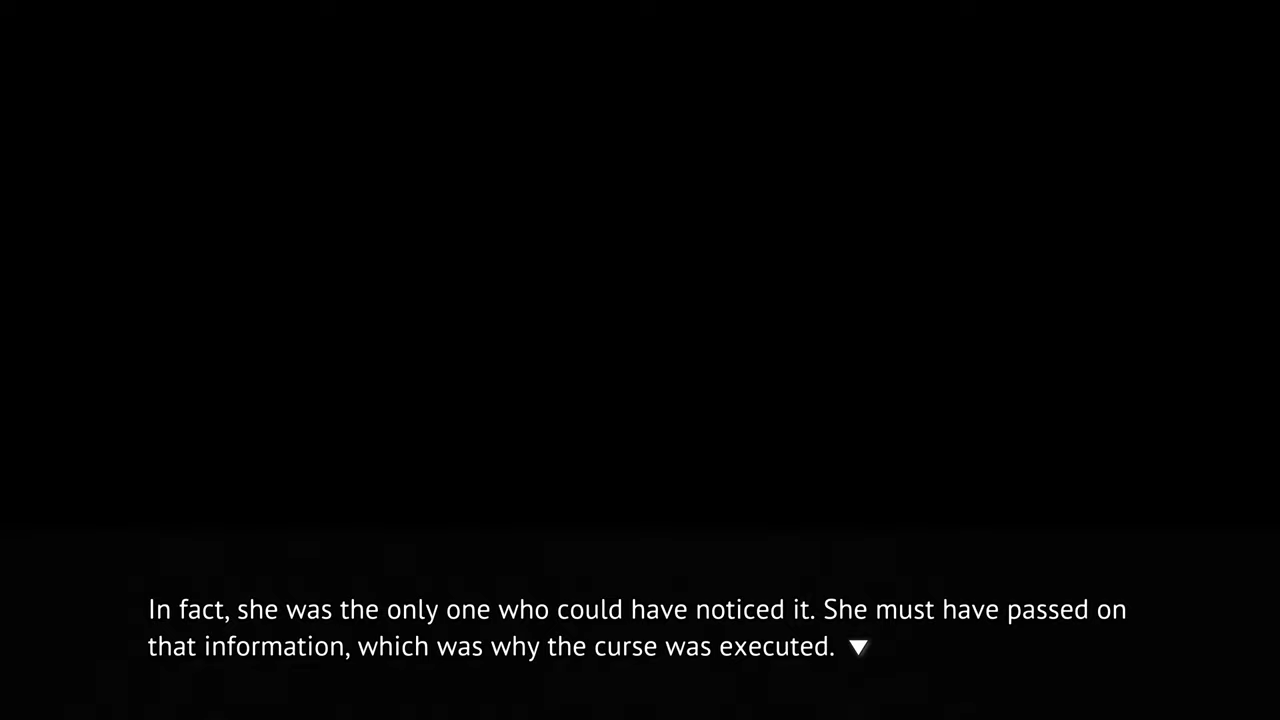 In fact, she was the only one who could have noticed it. She must have passed on
that information, which was why the curse was executed.